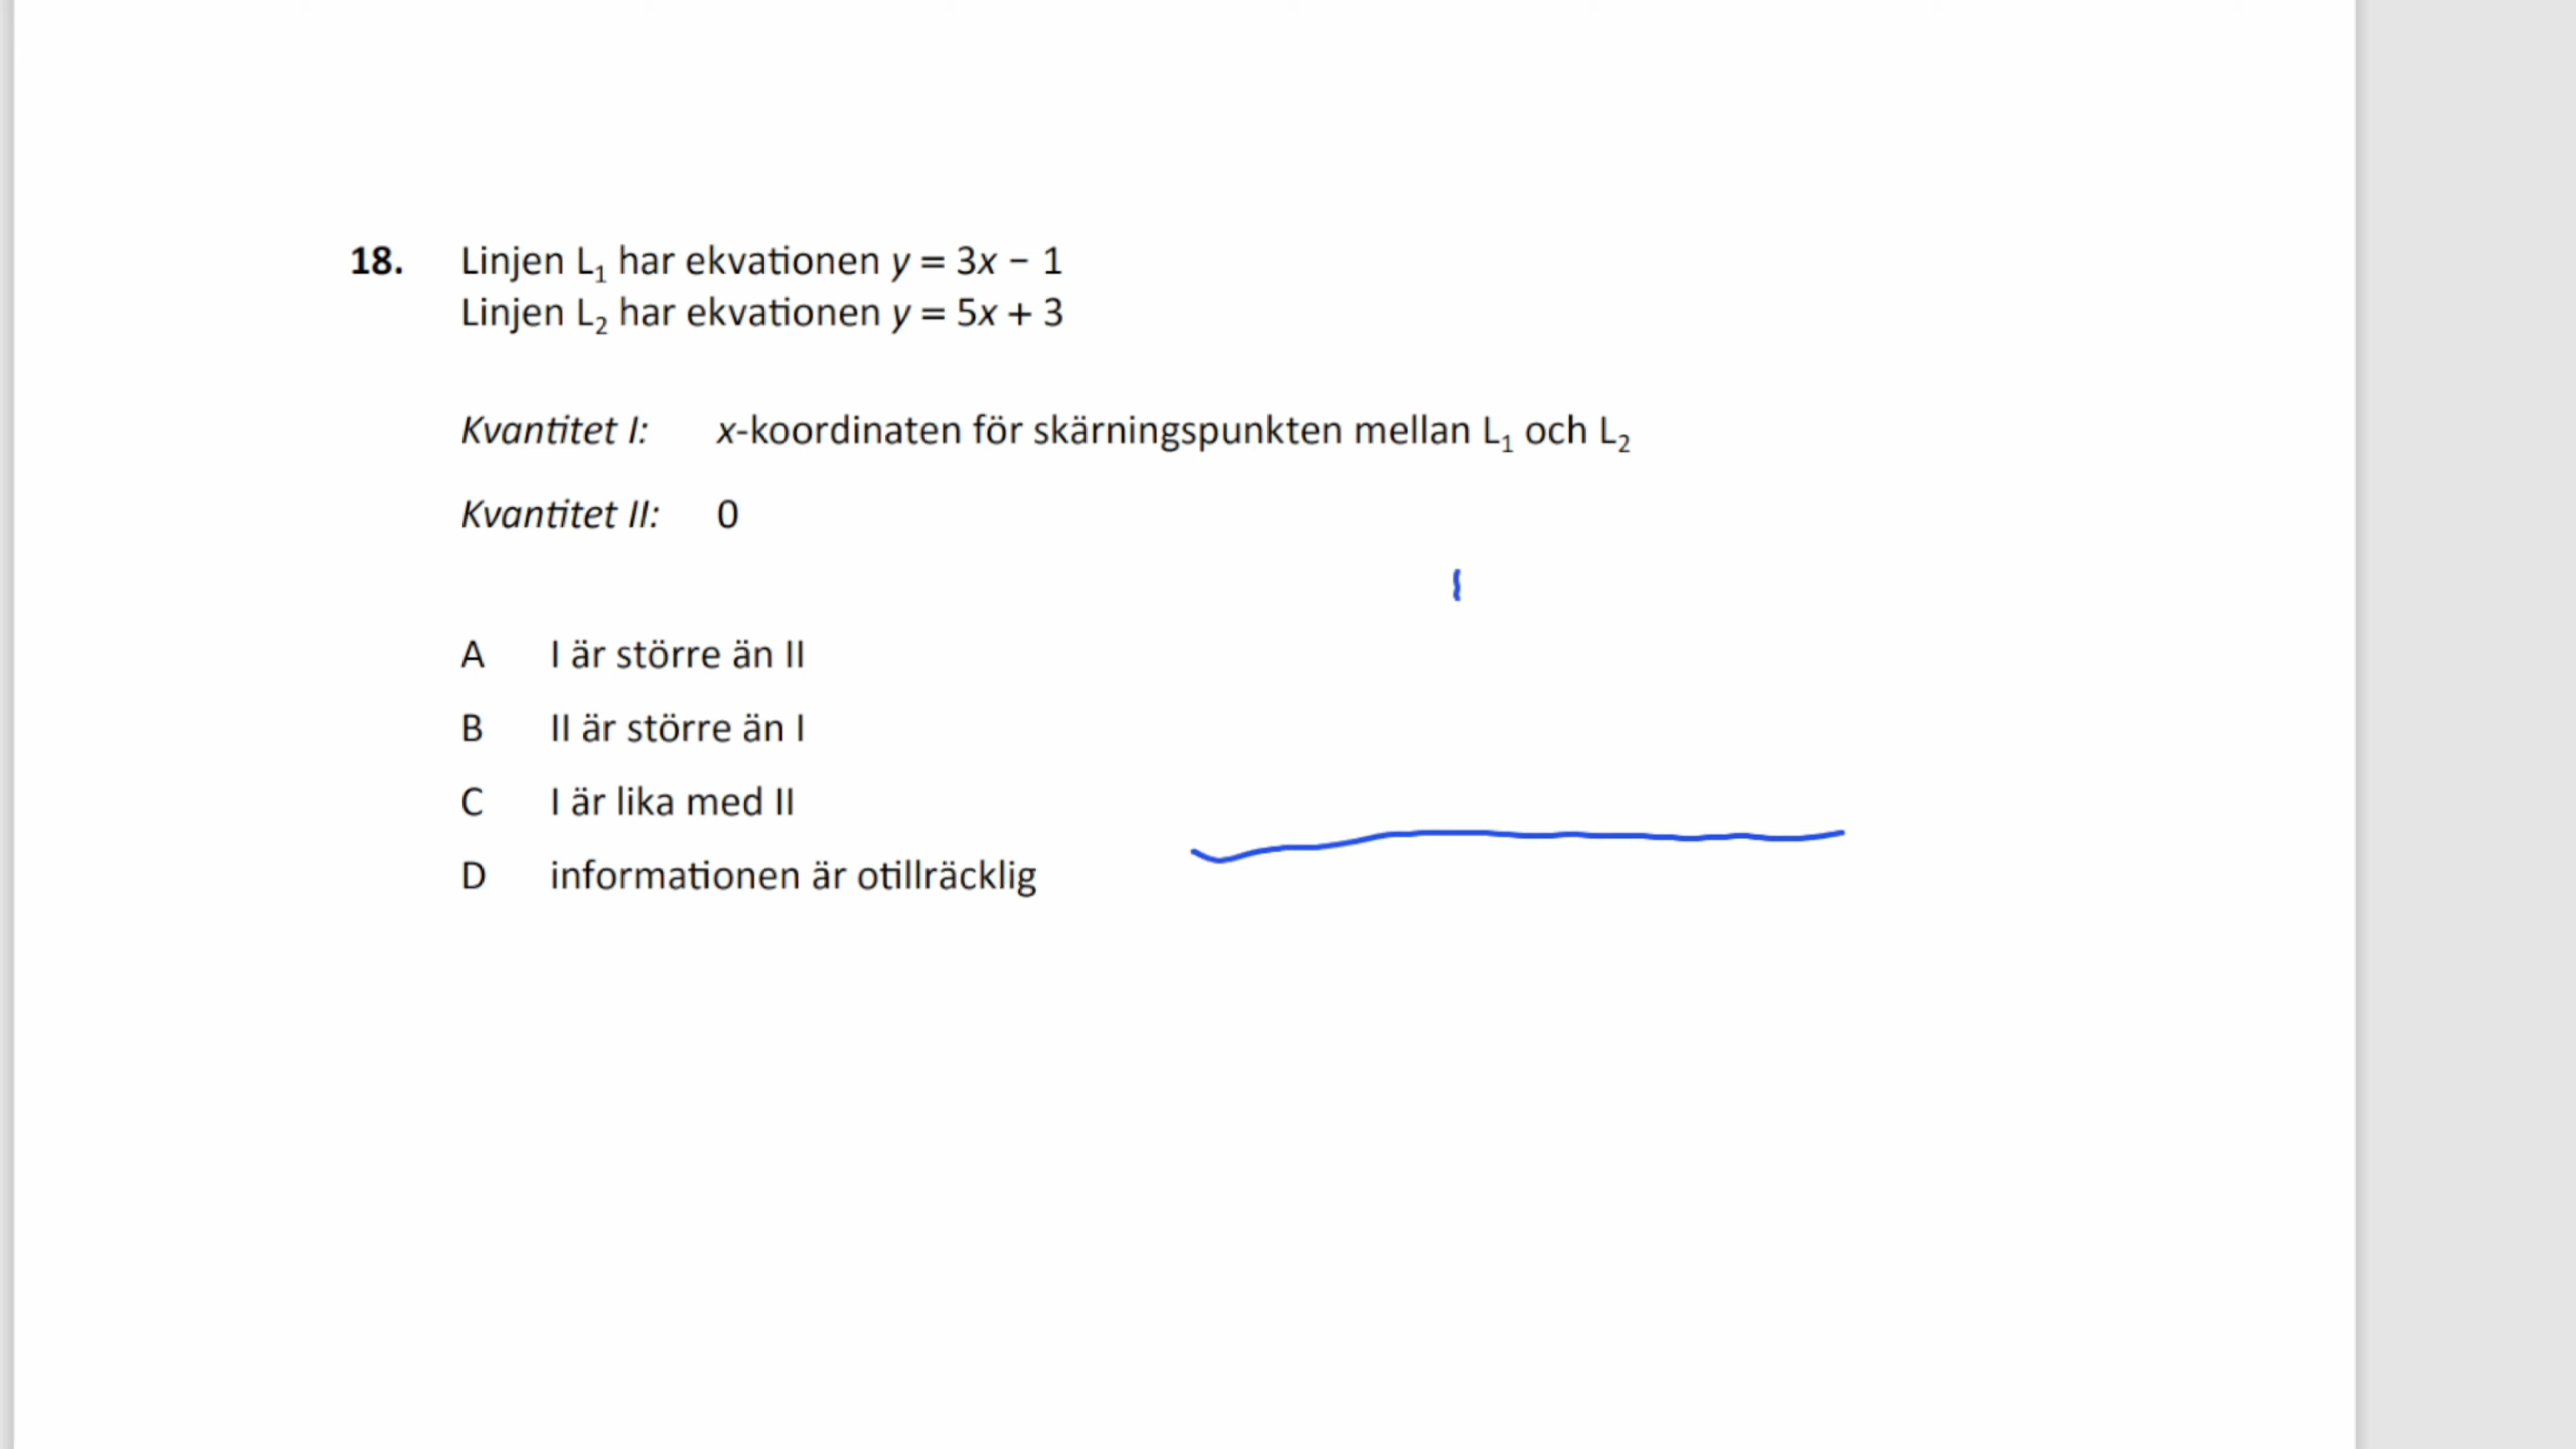 18. Linjen L₁ har ekvationen y = 3x − 1
Linjen L₂ har ekvationen y = 5x + 3
Kvantitet I: x-koordinaten för skärningspunkten mellan L₁ och L₂
Kvantitet II: 0
A I är större än II
B II är större än I
C I är lika med II
D informationen är otillräcklig